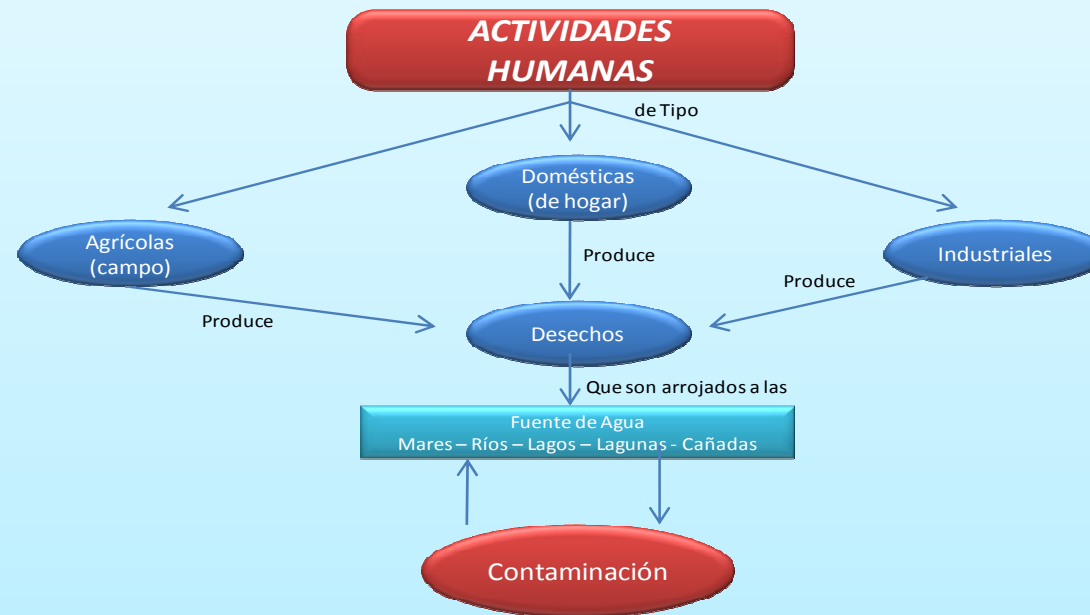 ACTIVIDADES
HUMANAS
de Tipo
Domésticas
(de hogar)
Agrícolas
(campo)
Industriales
Produce
Produce
Produce
Desechos
Que son arrojados a las
Fuente de Agua
Mares – Ríos – Lagos – Lagunas - Cañadas
Contaminación